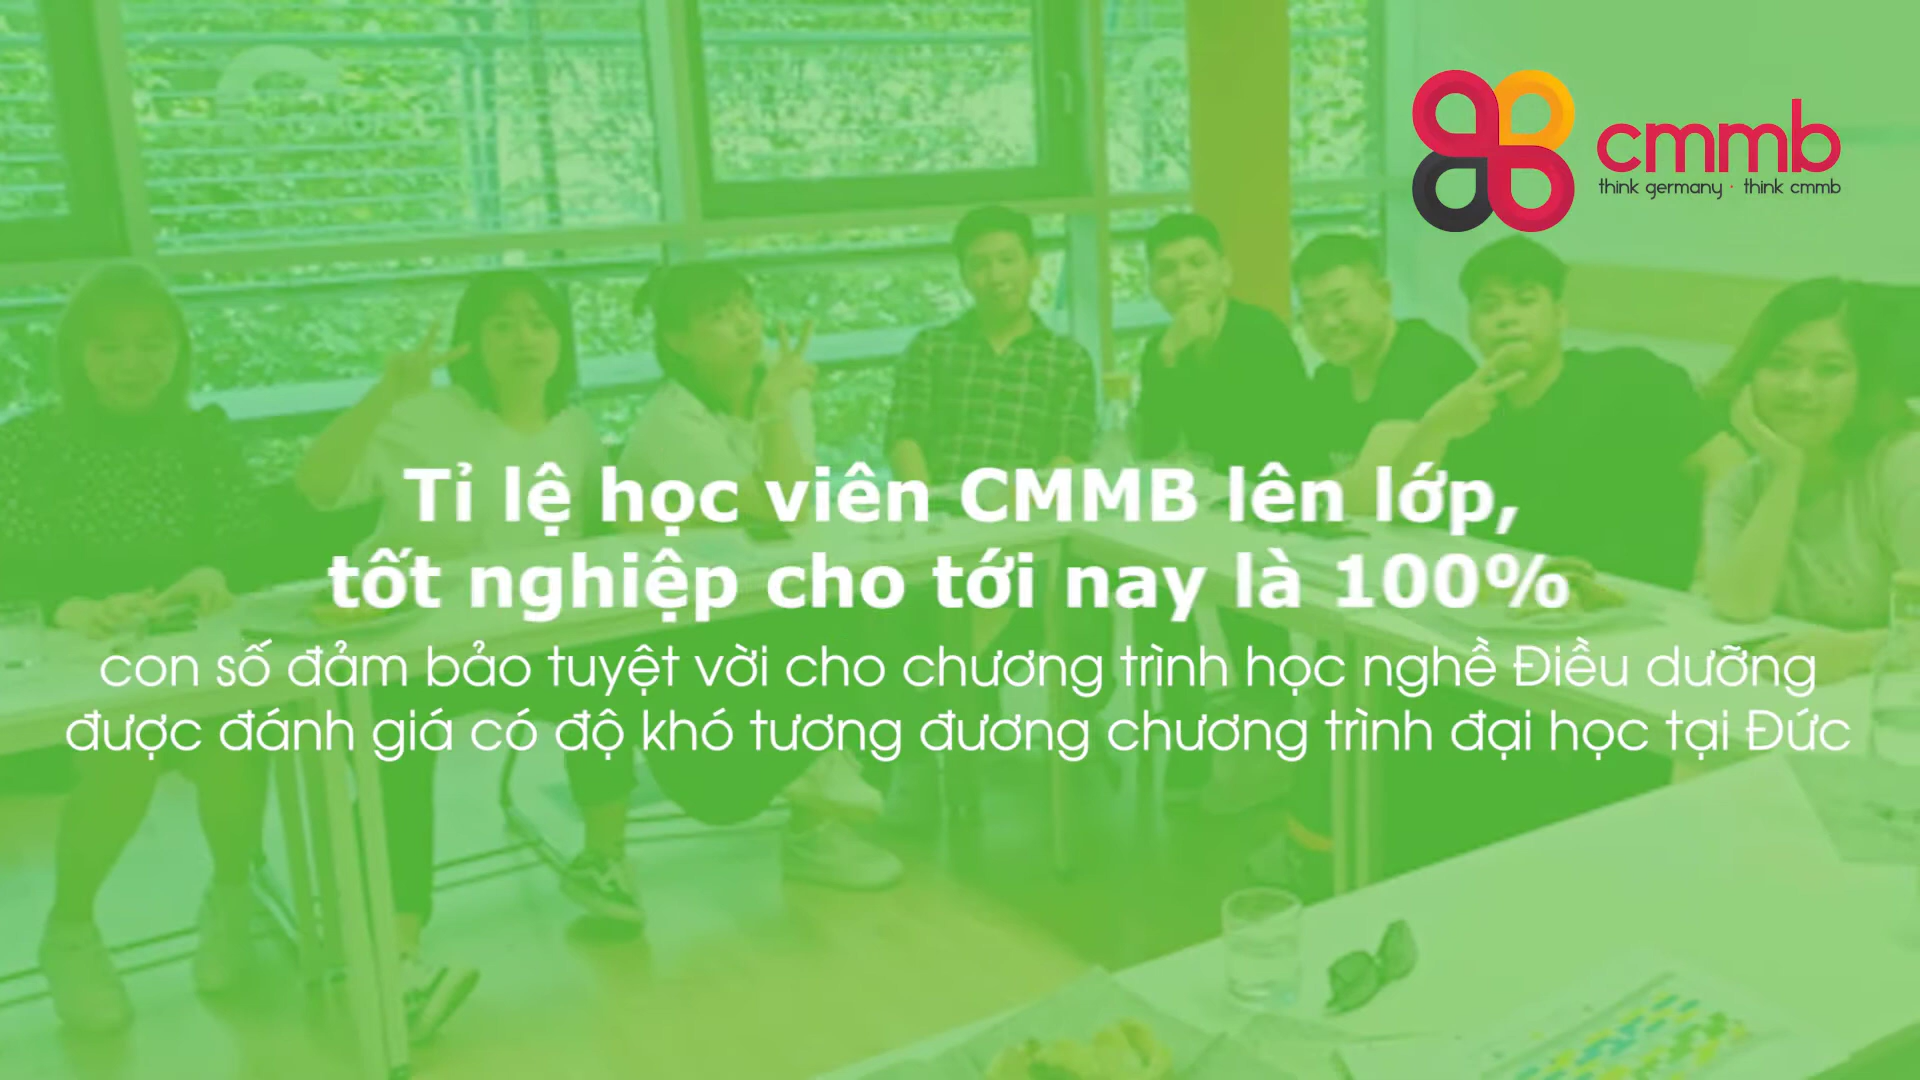 cmmb
think germany · think cmmb
Tỉ lệ học viên CMMB lên lớp,
tốt nghiệp cho tới nay là 100%
con số đảm bảo tuyệt vời cho chương trình học nghề Điều dưỡng
được đánh giá có độ khó tương đương chương trình đại học tại Đức